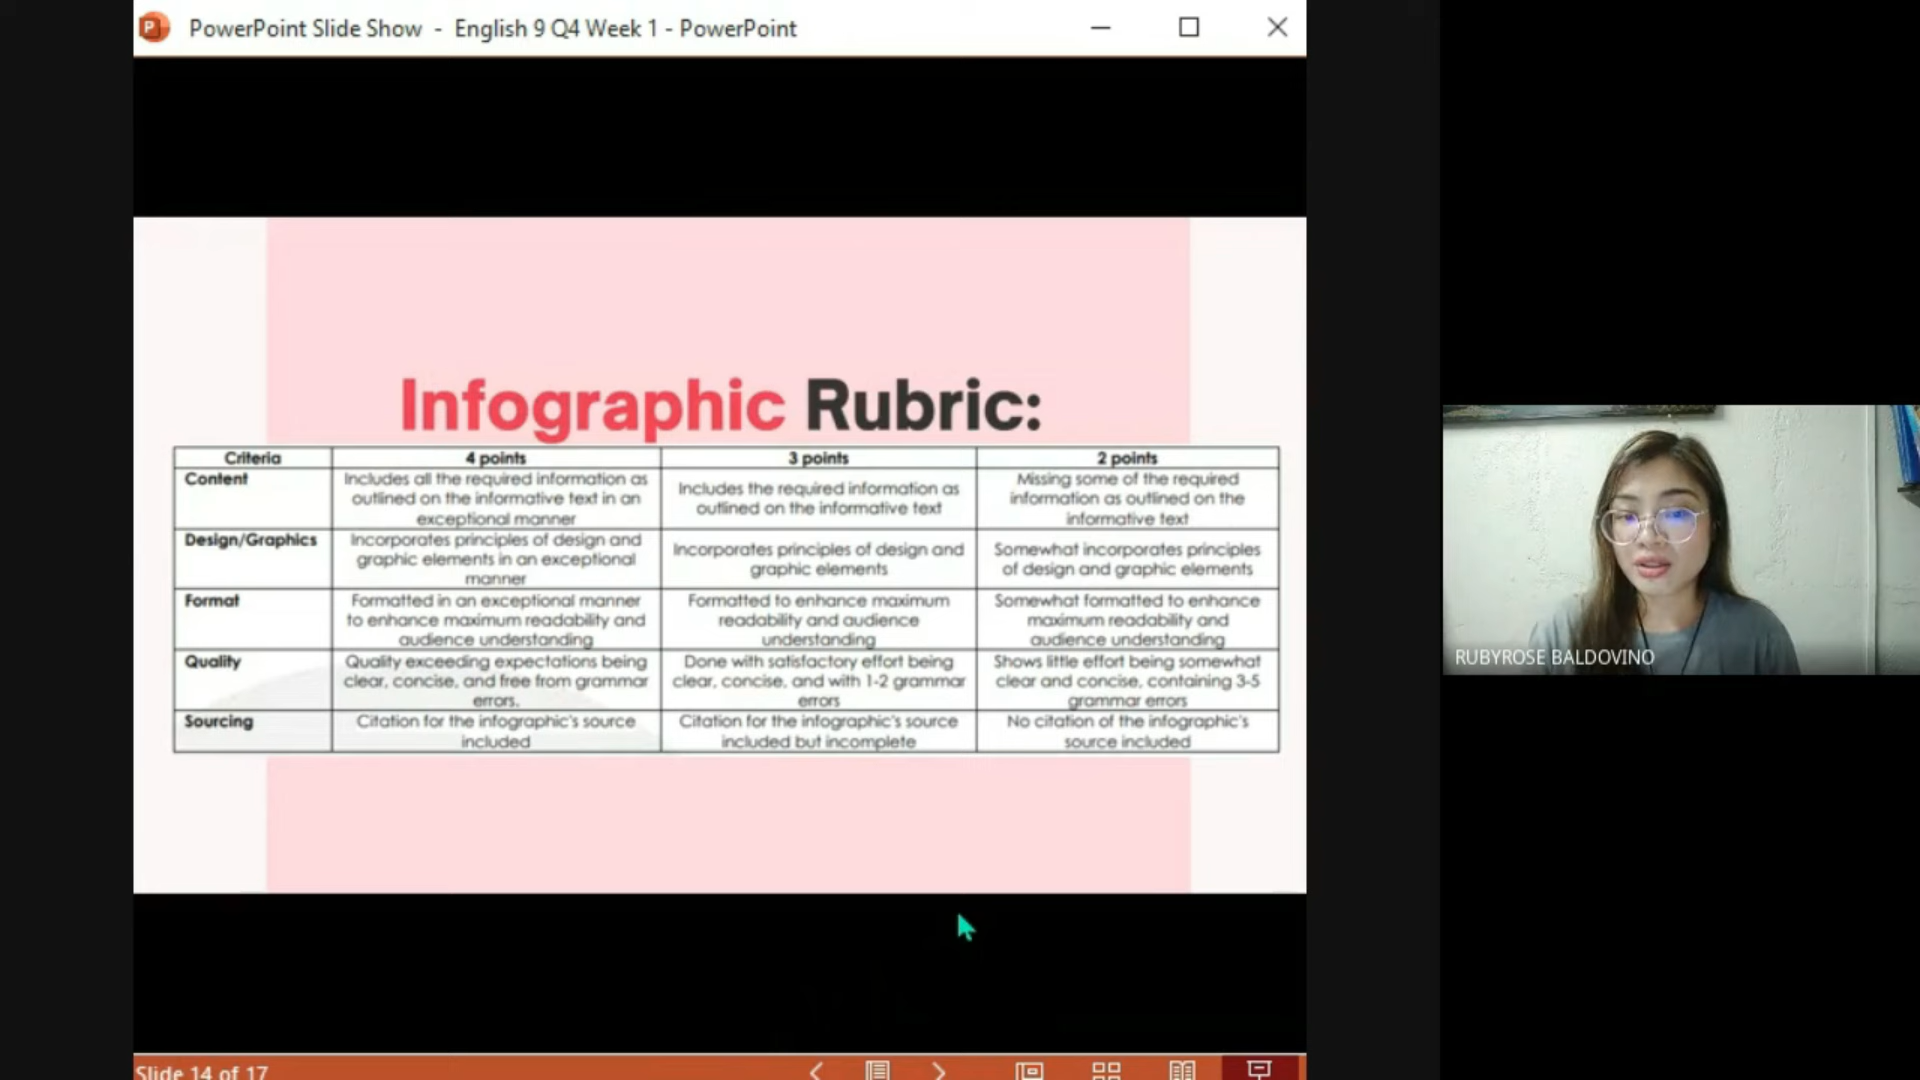 PowerPoint Slide Show - English 9 Q4 Week 1 - PowerPoint
Infographic Rubric:
Criteria
4 points
3 points
2 points
Content
Includes all the required information as
outlined on the informative text in an
exceptional manner
Includes the required information as
outlined on the informative text
Missing some of the required
information as outlined on the
informative text
Design/Graphics
Incorporates principles of design and
graphic elements in an exceptional
manner
Incorporates principles of design and
graphic elements
Somewhat incorporates principles
of design and graphic elements
Format
Formatted in an exceptional manner
to enhance maximum readability and
audience understanding
Formatted to enhance maximum
readability and audience
understanding
Somewhat formatted to enhance
maximum readability and
audience understanding
Quality
Quality exceeding expectations being
clear, concise, and free from grammar
errors.
Done with satisfactory effort being
clear, concise, and with 1-2 grammar
errors
Shows little effort being somewhat
clear and concise, containing 3-5
grammar errors
Sourcing
Citation for the infographic's source
included
Citation for the infographic's source
included but incomplete
No citation of the infographic's
source included
RUBYROSE BALDOVINO
Slide 14 of 17